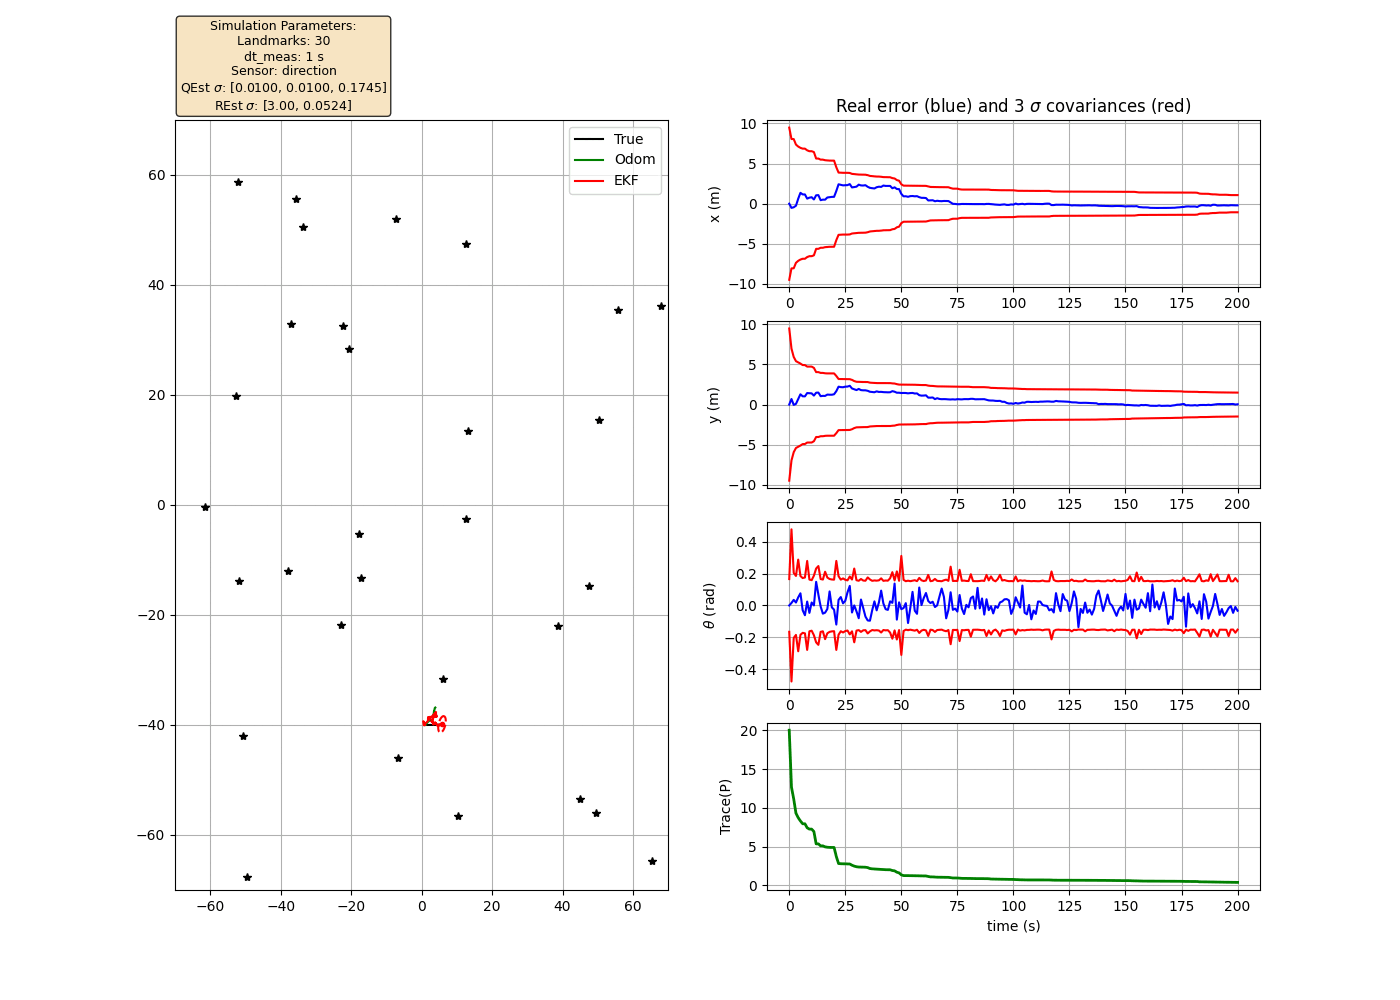 Simulation Parameters:
Landmarks: 30
dt_meas: 1 s
Sensor: direction
QEst σ: [0.0100, 0.0100, 0.1745]
REst σ: [3.00, 0.0524]
True
Odom
EKF
60
40
20
0
−20
−40
−60
−60 −40 −20 0 20 40 60
Real error (blue) and 3 σ covariances (red)
x (m)
10
5
0
−5
−10
0 25 50 75 100 125 150 175 200
y (m)
10
5
0
−5
−10
0 25 50 75 100 125 150 175 200
θ (rad)
0.4
0.2
0.0
−0.2
−0.4
0 25 50 75 100 125 150 175 200
Trace(P)
20
15
10
5
0
0 25 50 75 100 125 150 175 200
time (s)